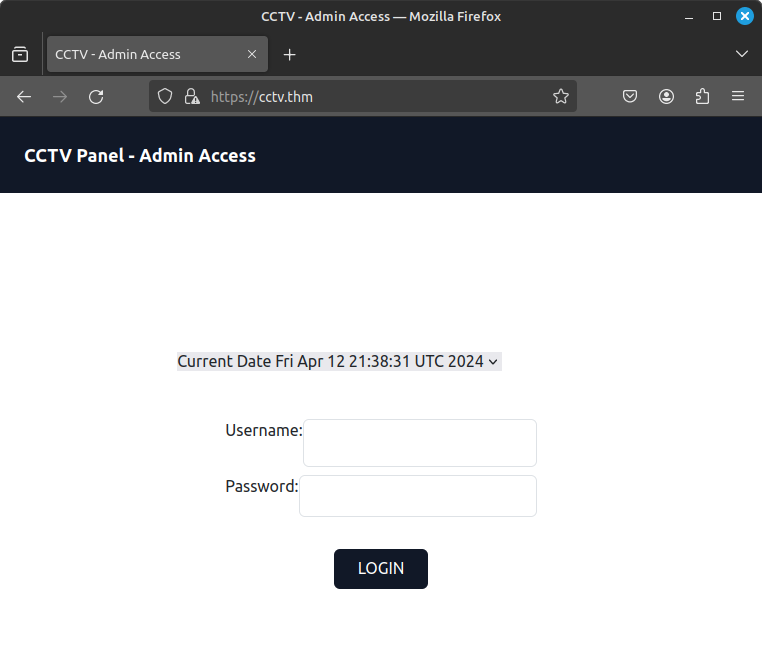 CCTV - Admin Access — Mozilla Firefox
CCTV - Admin Access
https://cctv.thm
CCTV Panel - Admin Access
Current Date Fri Apr 12 21:38:31 UTC 2024
Username:
Password:
LOGIN